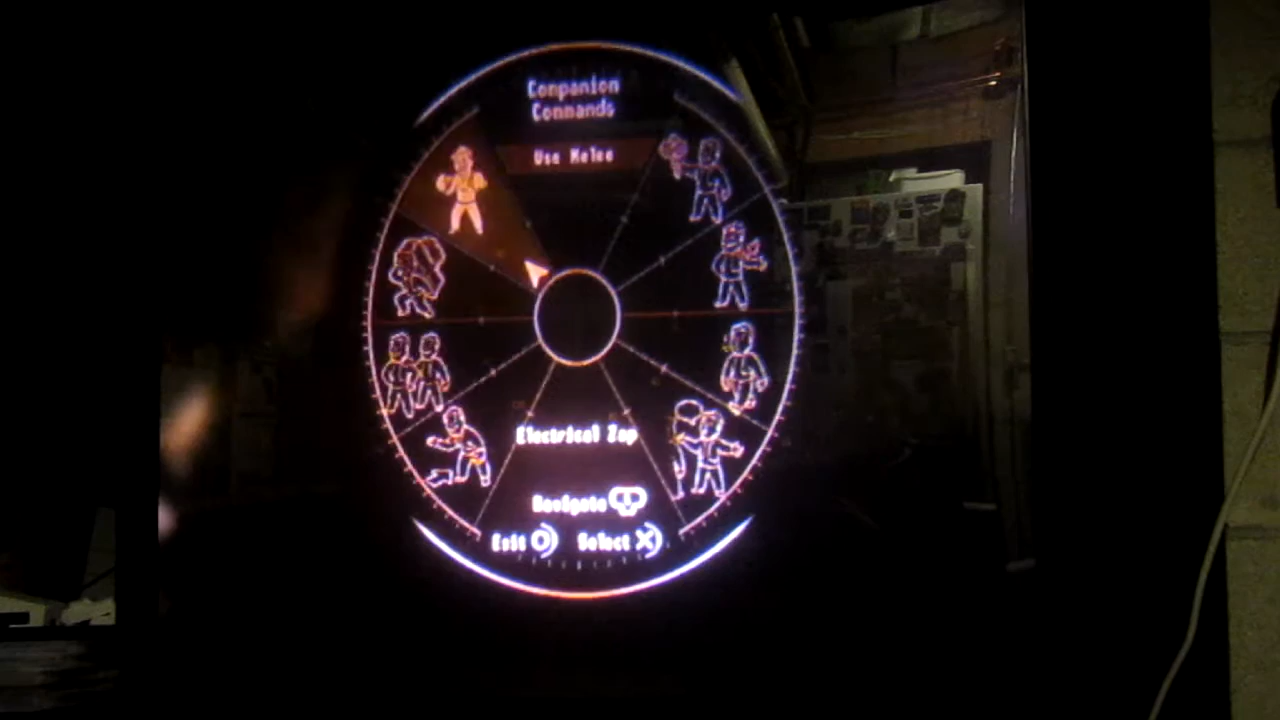 Companion
Commands
Use Melee
Electrical Zap
Navigate
Exit O Select X